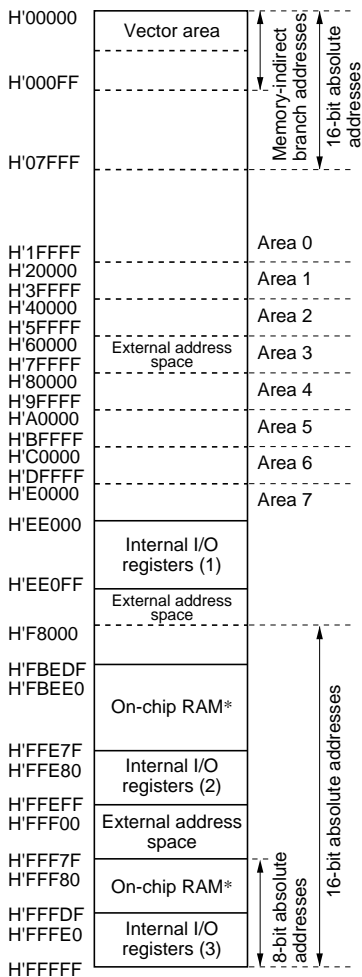 H'00000
Vector area
H'000FF
Memory-indirect
branch addresses
16-bit absolute
addresses
H'07FFF
H'1FFFF
Area 0
H'20000
Area 1
H'3FFFF
H'40000
Area 2
H'5FFFF
H'60000
External address
space
Area 3
H'7FFFF
H'80000
Area 4
H'9FFFF
H'A0000
Area 5
H'BFFFF
H'C0000
Area 6
H'DFFFF
H'E0000
Area 7
H'EE000
Internal I/O
registers (1)
H'EE0FF
External address
space
H'F8000
H'FBEDF
H'FBEE0
On-chip RAM*
H'FFE7F
H'FFE80
Internal I/O
registers (2)
H'FFEFF
H'FFF00
External address
space
H'FFF7F
H'FFF80
On-chip RAM*
H'FFFDF
H'FFFE0
Internal I/O
registers (3)
H'FFFFF
8-bit absolute
addresses
16-bit absolute addresses